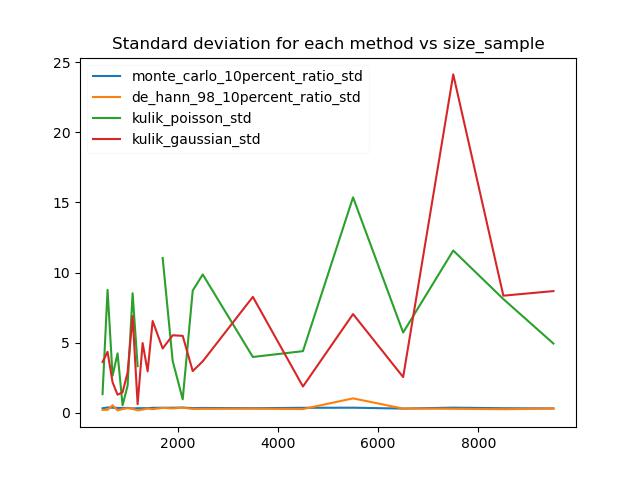 Standard deviation for each method vs size_sample
25
20
15
10
5
0
monte_carlo_10percent_ratio_std
de_hann_98_10percent_ratio_std
kulik_poisson_std
kulik_gaussian_std
2000 4000 6000 8000